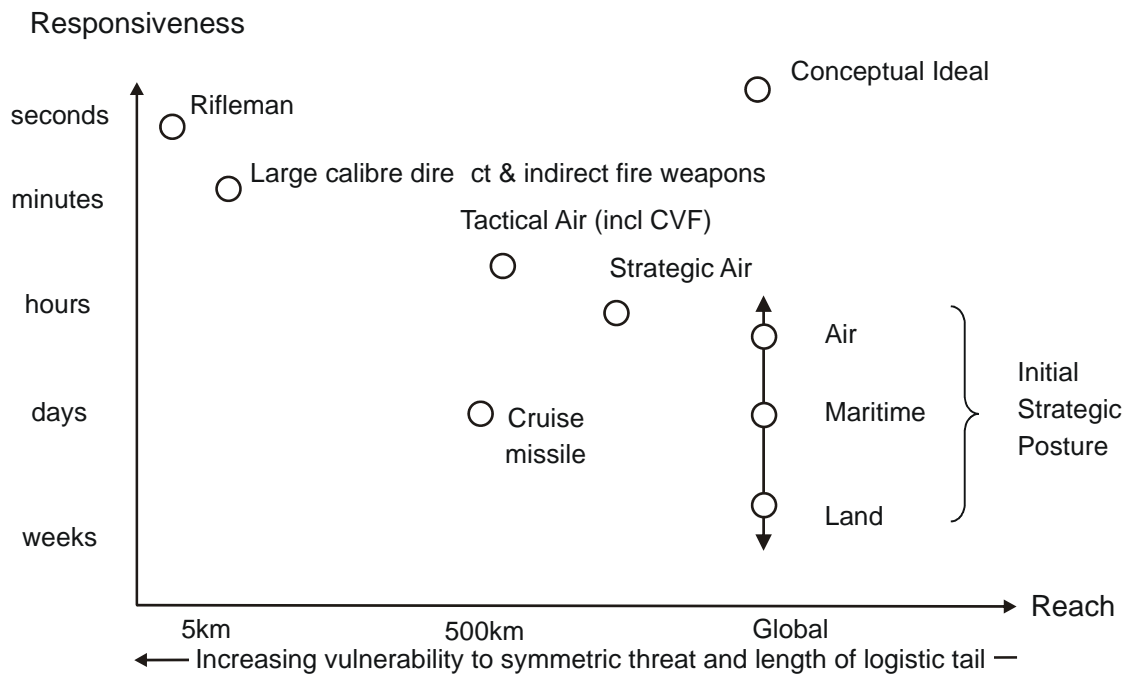 Responsiveness
Conceptual Ideal
seconds
Rifleman
Large calibre dire ct & indirect fire weapons
minutes
Tactical Air (incl CVF)
Strategic Air
hours
Air
Initial
Strategic
Posture
days
Maritime
Cruise
missile
Land
weeks
Reach
5km
500km
Global
Increasing vulnerability to symmetric threat and length of logistic tail